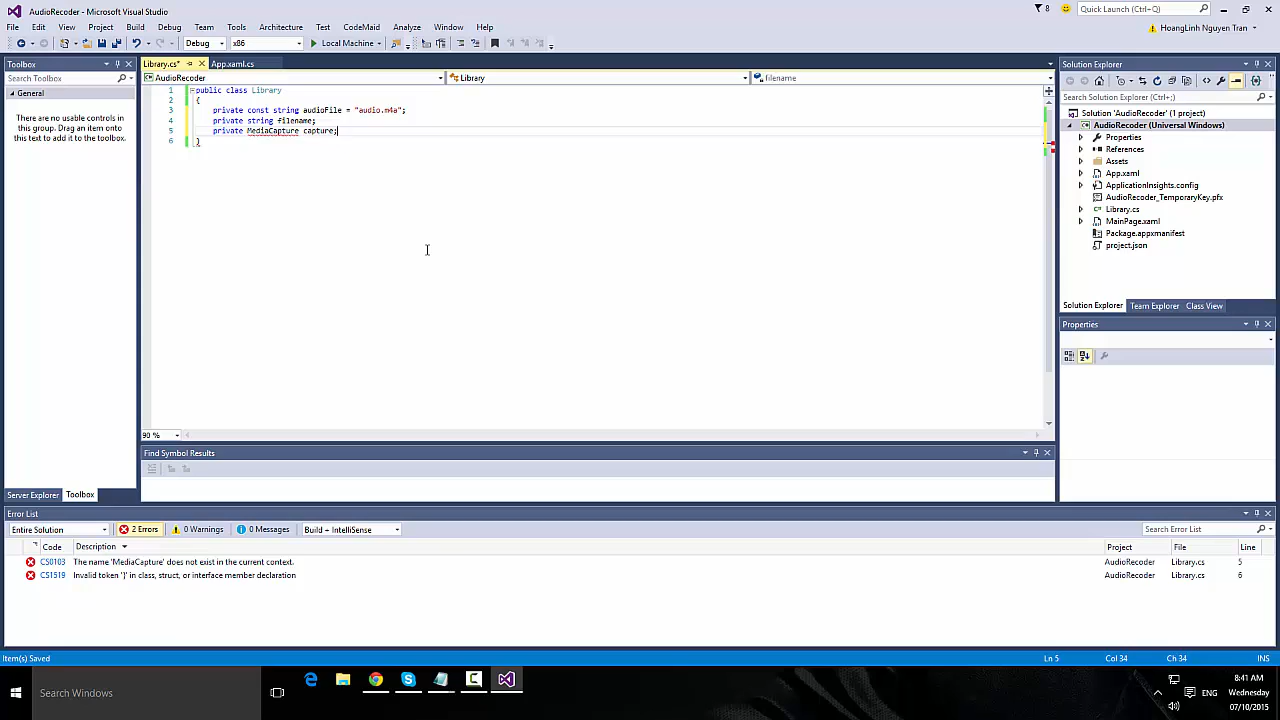 AudioRecoder - Microsoft Visual Studio
8
Quick Launch (Ctrl+Q)
File Edit View Project Build Debug Team Tools Architecture Test Analyze Window Help
HoangLinh Nguyen Tran
Debug x86 Local Machine
Toolbox
Search Toolbox
General
There are no usable controls in
this group. Drag an item onto
this text to add it to the toolbox.
Server Explorer Toolbox
Library.cs* App.xaml.cs
AudioRecoder Library filename
1 public class Library
2 {
3 private const string audioFile = "audio.m4a";
4 private string filename;
5 private MediaCapture capture;
6 }
90 %
Find Symbol Results
Solution Explorer
Search Solution Explorer (Ctrl+;)
Solution 'AudioRecoder' (1 project)
AudioRecoder (Universal Windows)
Properties
References
Assets
App.xaml
ApplicationInsights.config
AudioRecoder_TemporaryKey.pfx
Library.cs
MainPage.xaml
Package.appxmanifest
project.json
Solution Explorer Team Explorer Class View
Properties
Error List
Entire Solution 2 Errors 0 Warnings 0 Messages Build + IntelliSense Search Error List
Code Description Project File Line
CS0103 The name 'MediaCapture' does not exist in the current context. AudioRecoder Library.cs 5
CS1519 Invalid token '}' in class, struct, or interface member declaration AudioRecoder Library.cs 6
Item(s) Saved Ln 5 Col 34 Ch 34 INS
Search Windows
ENG
8:41 AM
Wednesday
07/10/2015